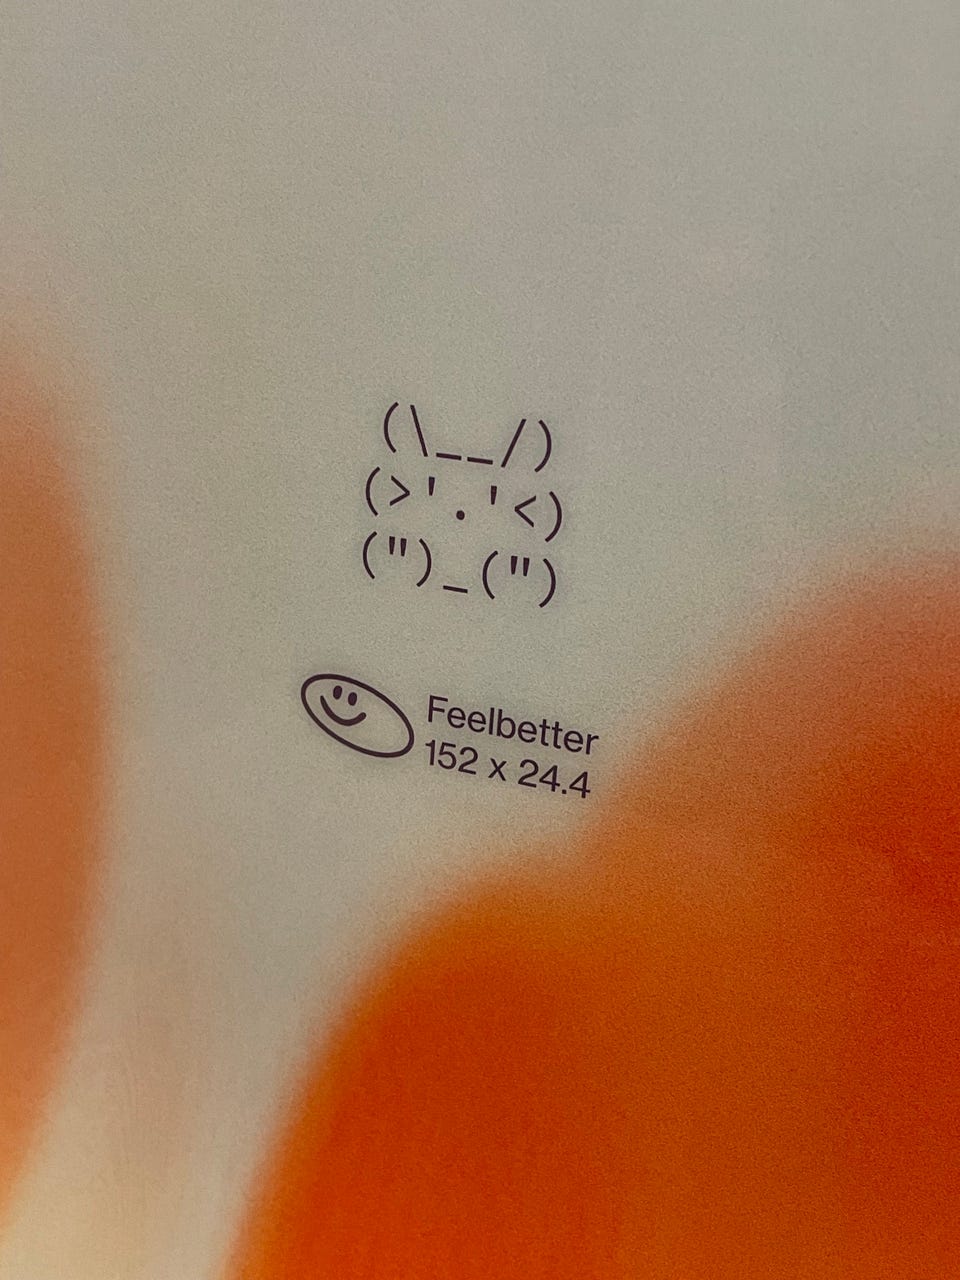 (\__/)
(>'.'<)
(")_(")
Feelbetter
152 x 24.4